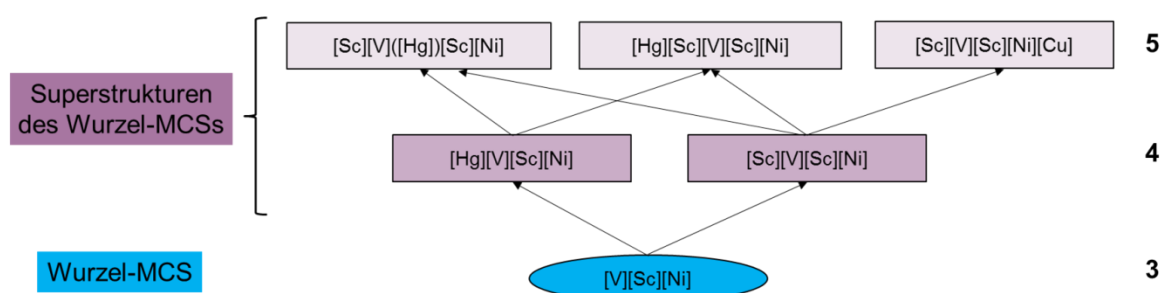 [Sc][V]([Hg])[Sc][Ni]
[Hg][Sc][V][Sc][Ni]
[Sc][V][Sc][Ni][Cu]
5
Superstrukturen
des Wurzel-MCSs
[Hg][V][Sc][Ni]
[Sc][V][Sc][Ni]
4
Wurzel-MCS
[V][Sc][Ni]
3